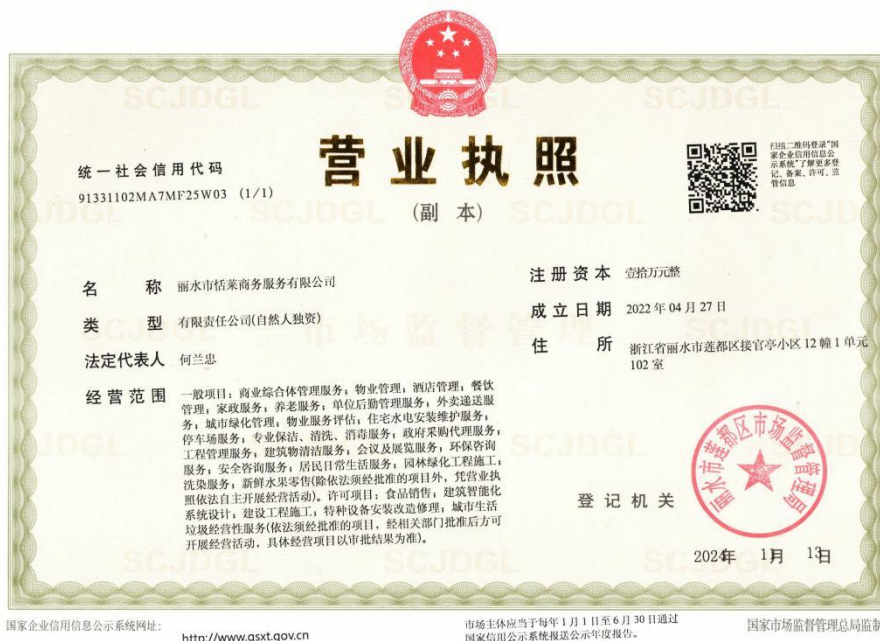 营业执照
(副 本)
统一社会信用代码
91331102MA7MF25W03 (1/1)
扫描二维码登录“国
家企业信用信息公
示系统”了解更多登
记、备案、许可、监
管信息
名 称 丽水市恬莱商务服务有限公司
类 型 有限责任公司(自然人独资)
法定代表人 何兰忠
经营范围 一般项目：商业综合体管理服务；物业管理；酒店管理；餐饮
管理；家政服务；养老服务；单位后勤管理服务；外卖递送服
务；城市绿化管理；物业服务评估；住宅水电安装维护服务；
停车场服务；专业保洁、清洗、消毒服务；政府采购代理服务；
工程管理服务；建筑物清洁服务；会议及展览服务；环保咨询
服务；安全咨询服务；居民日常生活服务；园林绿化工程施工；
洗染服务；新鲜水果零售(除依法须经批准的项目外，凭营业执
照依法自主开展经营活动)。许可项目：食品销售；建筑智能化
系统设计；建设工程施工；特种设备安装改造修理；城市生活
垃圾经营性服务(依法须经批准的项目，经相关部门批准后方可
开展经营活动，具体经营项目以审批结果为准)。
注册资本 壹拾万元整
成立日期 2022年04月27日
住 所 浙江省丽水市莲都区接官亭小区12幢1单元
102室
登记机关
丽水市莲都区市场监督管理局
2024年 11月 13日
SCJDGL
市场监督管理
国家企业信用信息公示系统网址：
http://www.gsxt.gov.cn
市场主体应当于每年1月1日至6月30日通过
国家信用公示系统报送公示年度报告。
国家市场监督管理总局监制